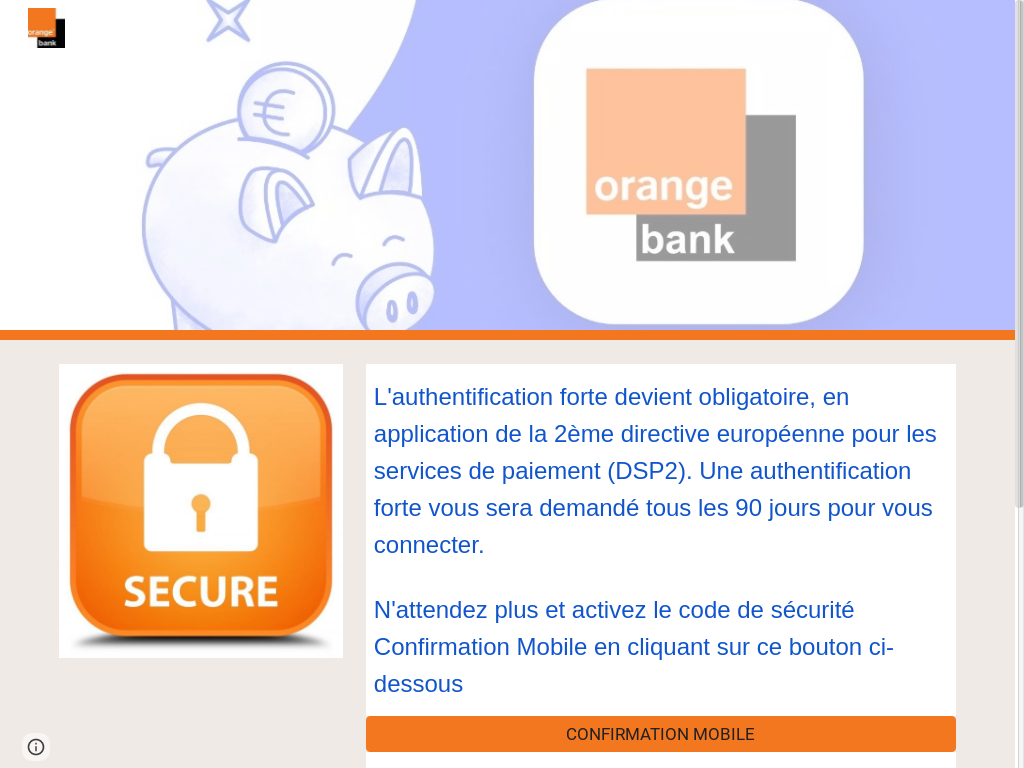 orange
bank
orange
bank
SECURE
L'authentification forte devient obligatoire, en
application de la 2ème directive européenne pour les
services de paiement (DSP2). Une authentification
forte vous sera demandé tous les 90 jours pour vous
connecter.
N'attendez plus et activez le code de sécurité
Confirmation Mobile en cliquant sur ce bouton ci-
dessous
CONFIRMATION MOBILE